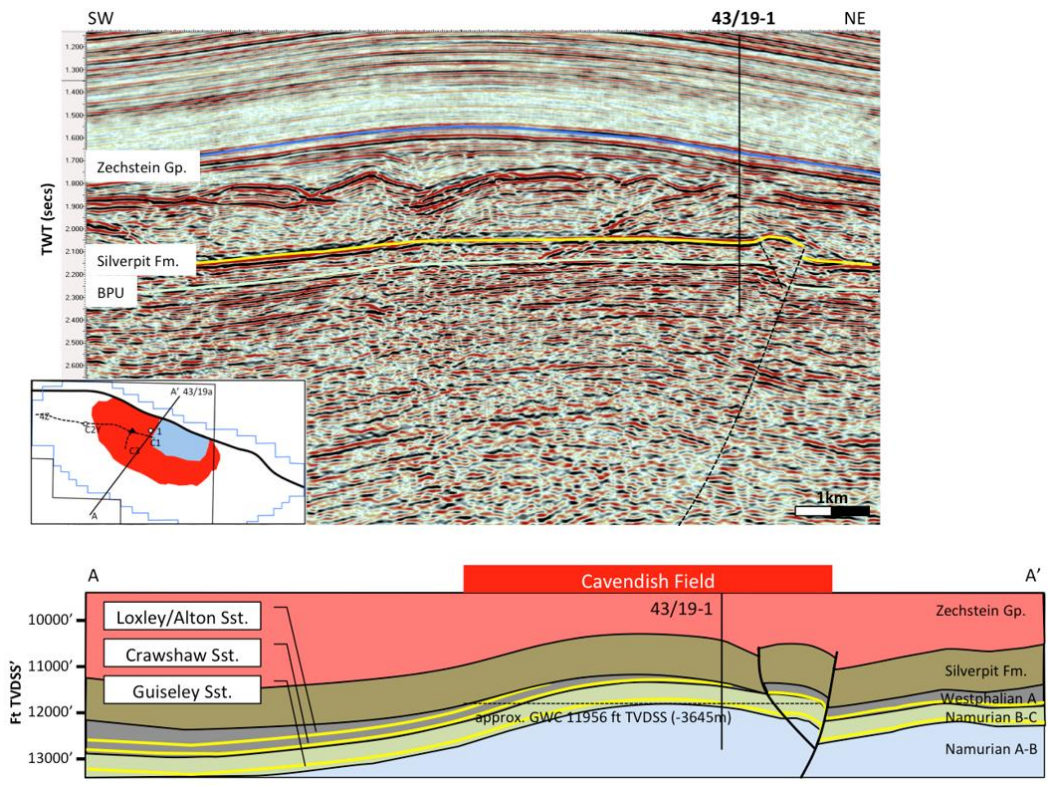 SW
43/19-1
NE
1.200
1.300
1.400
1.500
1.600
1.700
1.800
1.900
2.000
2.100
2.200
2.300
2.400
2.500
2.600
TWT (secs)
Zechstein Gp.
Silverpit Fm.
BPU
A' 43/19a
4Z
C2Y
1
C1
C3
A
1km
A
Cavendish Field
A’
43/19-1
10000’
11000’
12000’
13000’
Ft TVDSS’
Loxley/Alton Sst.
Crawshaw Sst.
Guiseley Sst.
approx. GWC 11956 ft TVDSS (-3645m)
Zechstein Gp.
Silverpit Fm.
Westphalian A
Namurian B-C
Namurian A-B